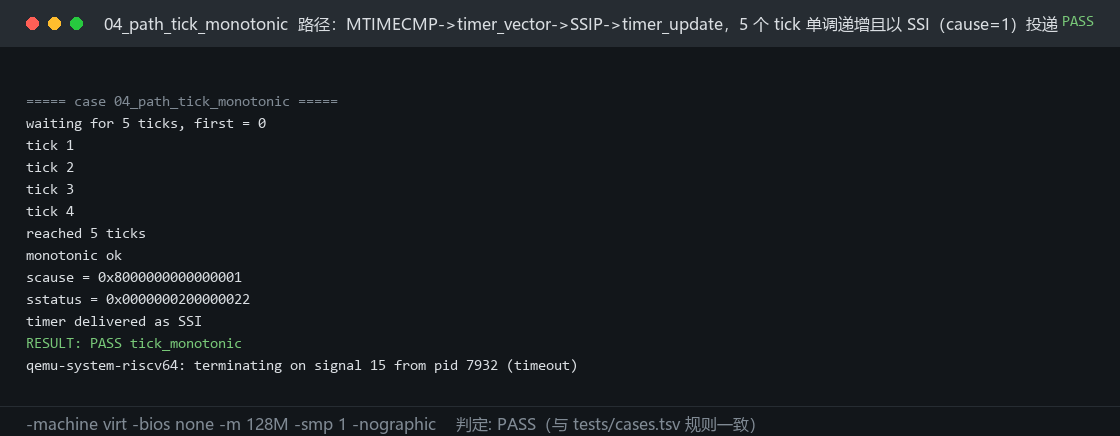 04_path_tick_monotonic 路径：MTIMECMP->timer_vector->SSIP->timer_update，5 个 tick 单调递增且以 SSI（cause=1）投递 PASS
===== case 04_path_tick_monotonic =====
waiting for 5 ticks, first = 0
tick 1
tick 2
tick 3
tick 4
reached 5 ticks
monotonic ok
scause = 0x8000000000000001
sstatus = 0x0000000200000022
timer delivered as SSI
RESULT: PASS tick_monotonic
qemu-system-riscv64: terminating on signal 15 from pid 7932 (timeout)
-machine virt -bios none -m 128M -smp 1 -nographic 判定: PASS（与 tests/cases.tsv 规则一致）